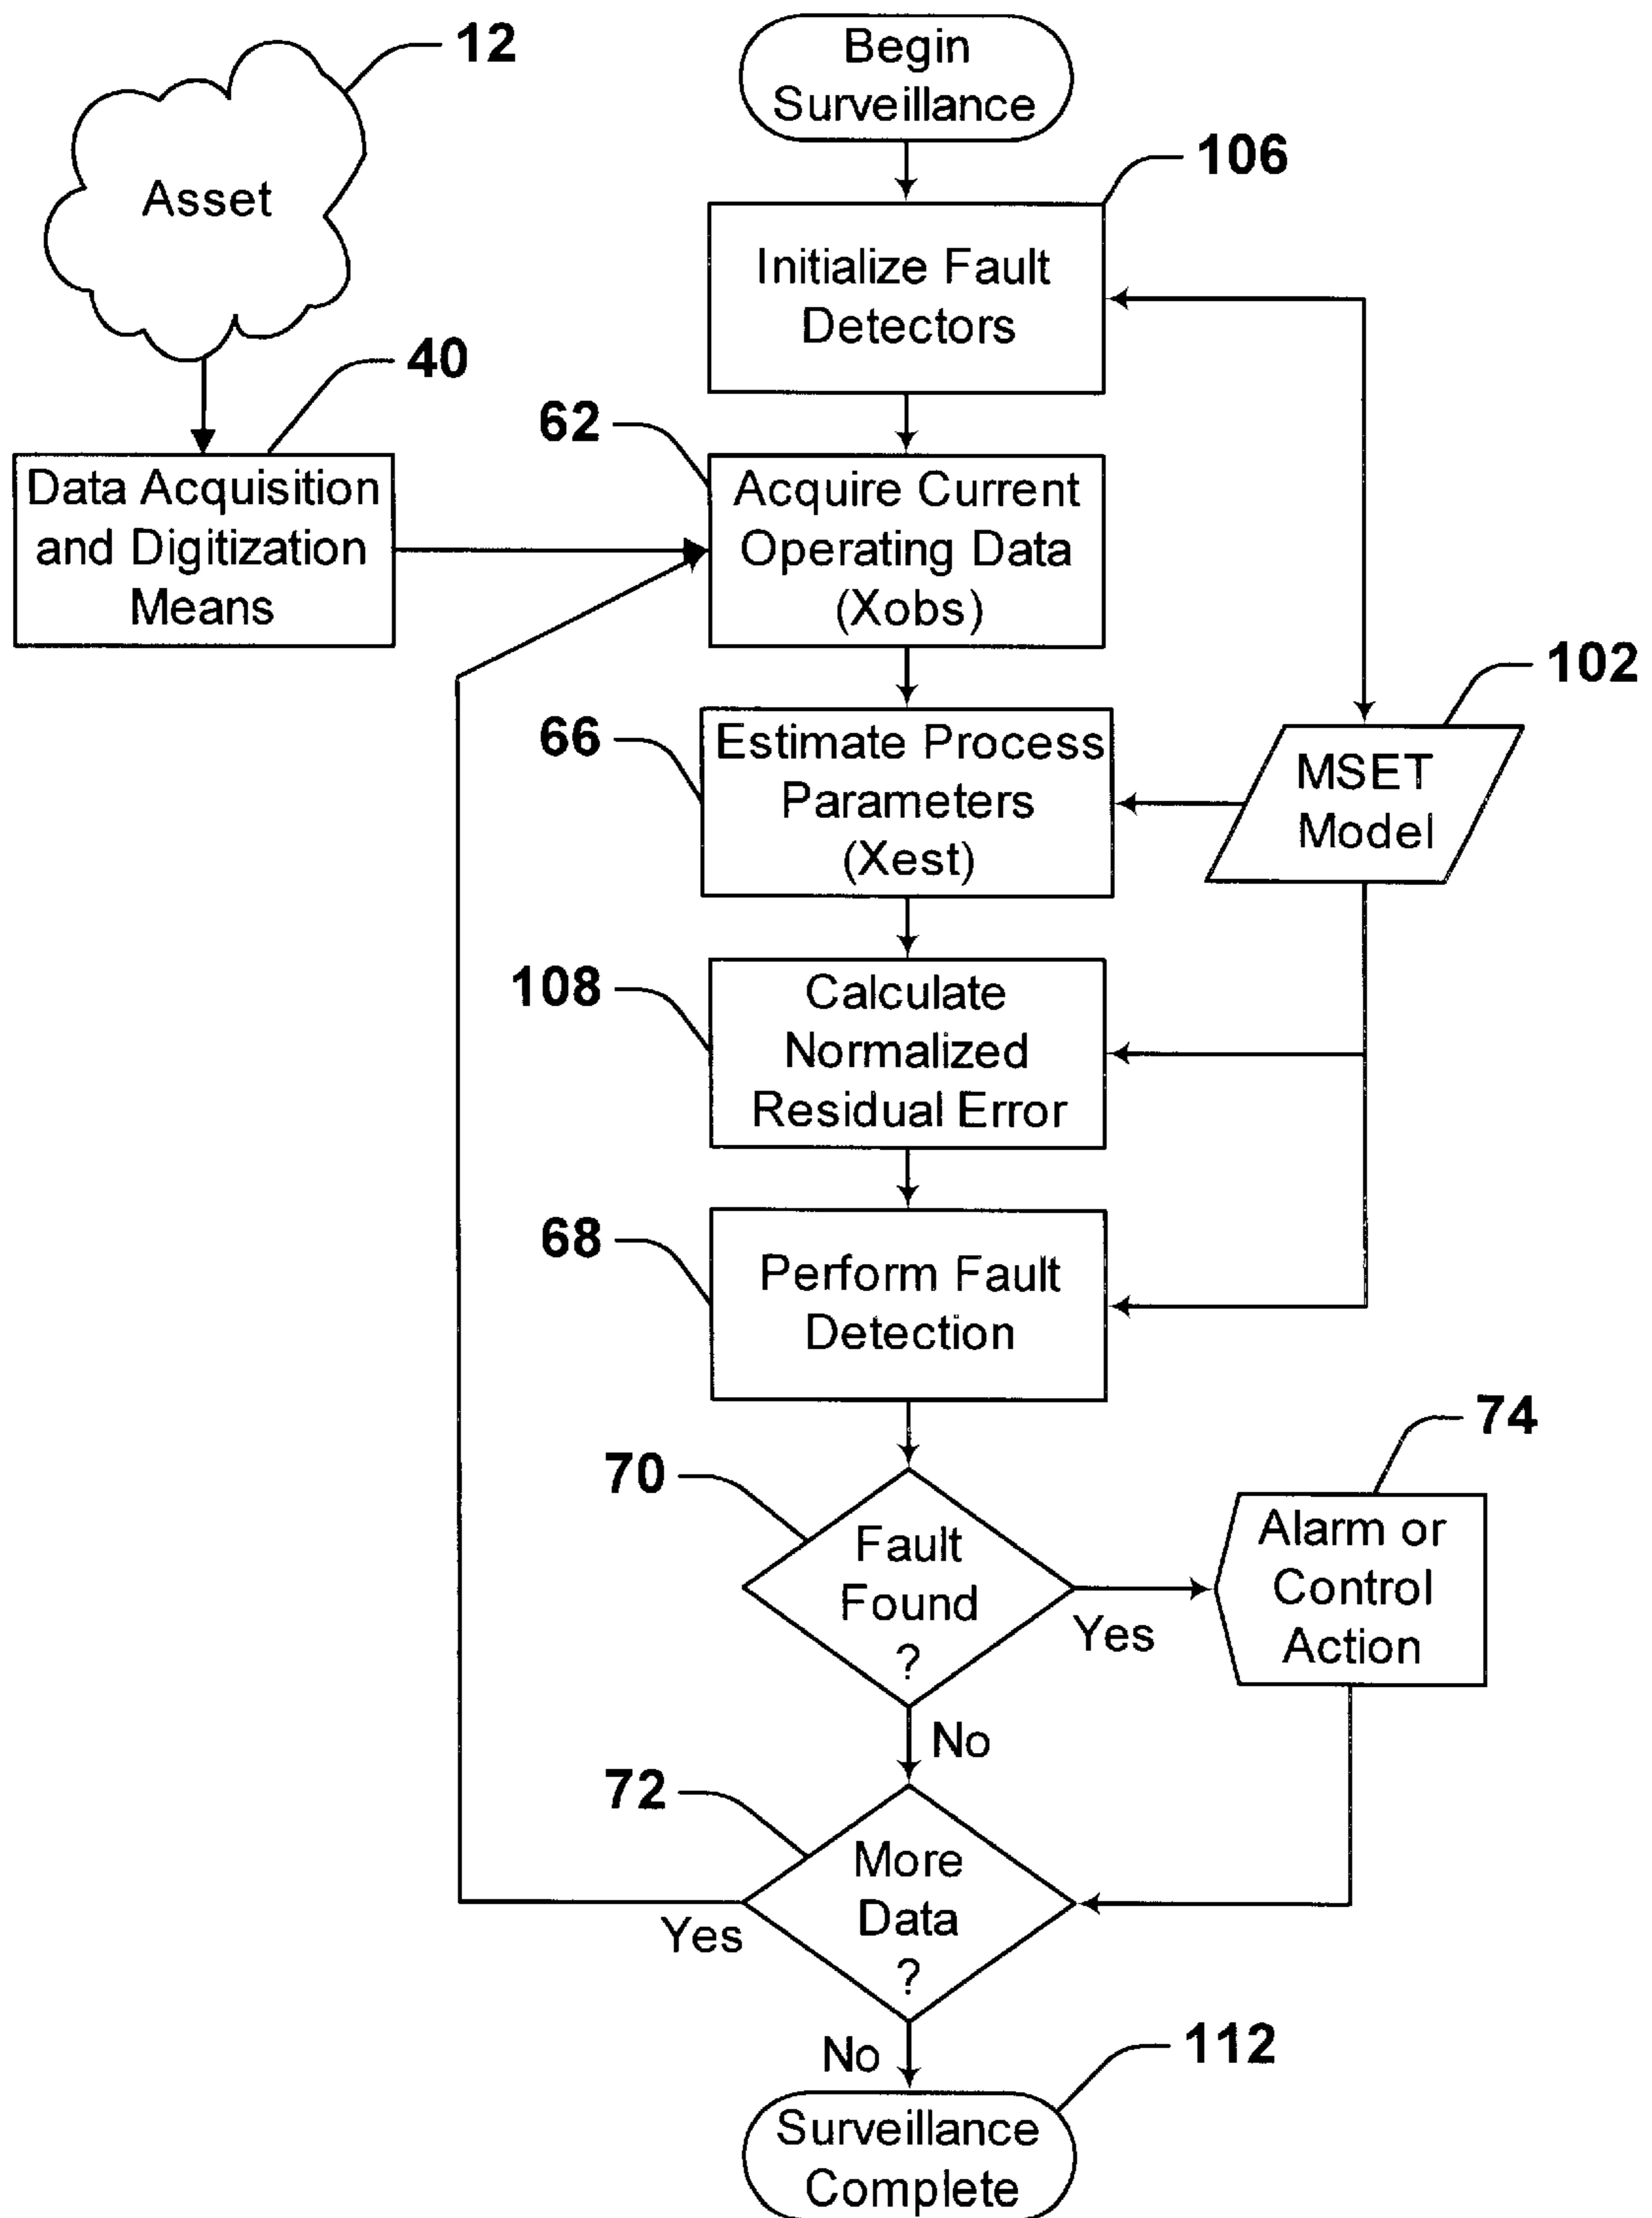 12
Asset
40
Data Acquisition
and Digitization
Means
Begin
Surveillance
106
Initialize Fault
Detectors
62
Acquire Current
Operating Data
(Xobs)
102
MSET
Model
66
Estimate Process
Parameters
(Xest)
108
Calculate
Normalized
Residual Error
68
Perform Fault
Detection
70
Fault
Found
?
Yes
74
Alarm or
Control
Action
No
72
More
Data
?
Yes
No
112
Surveillance
Complete